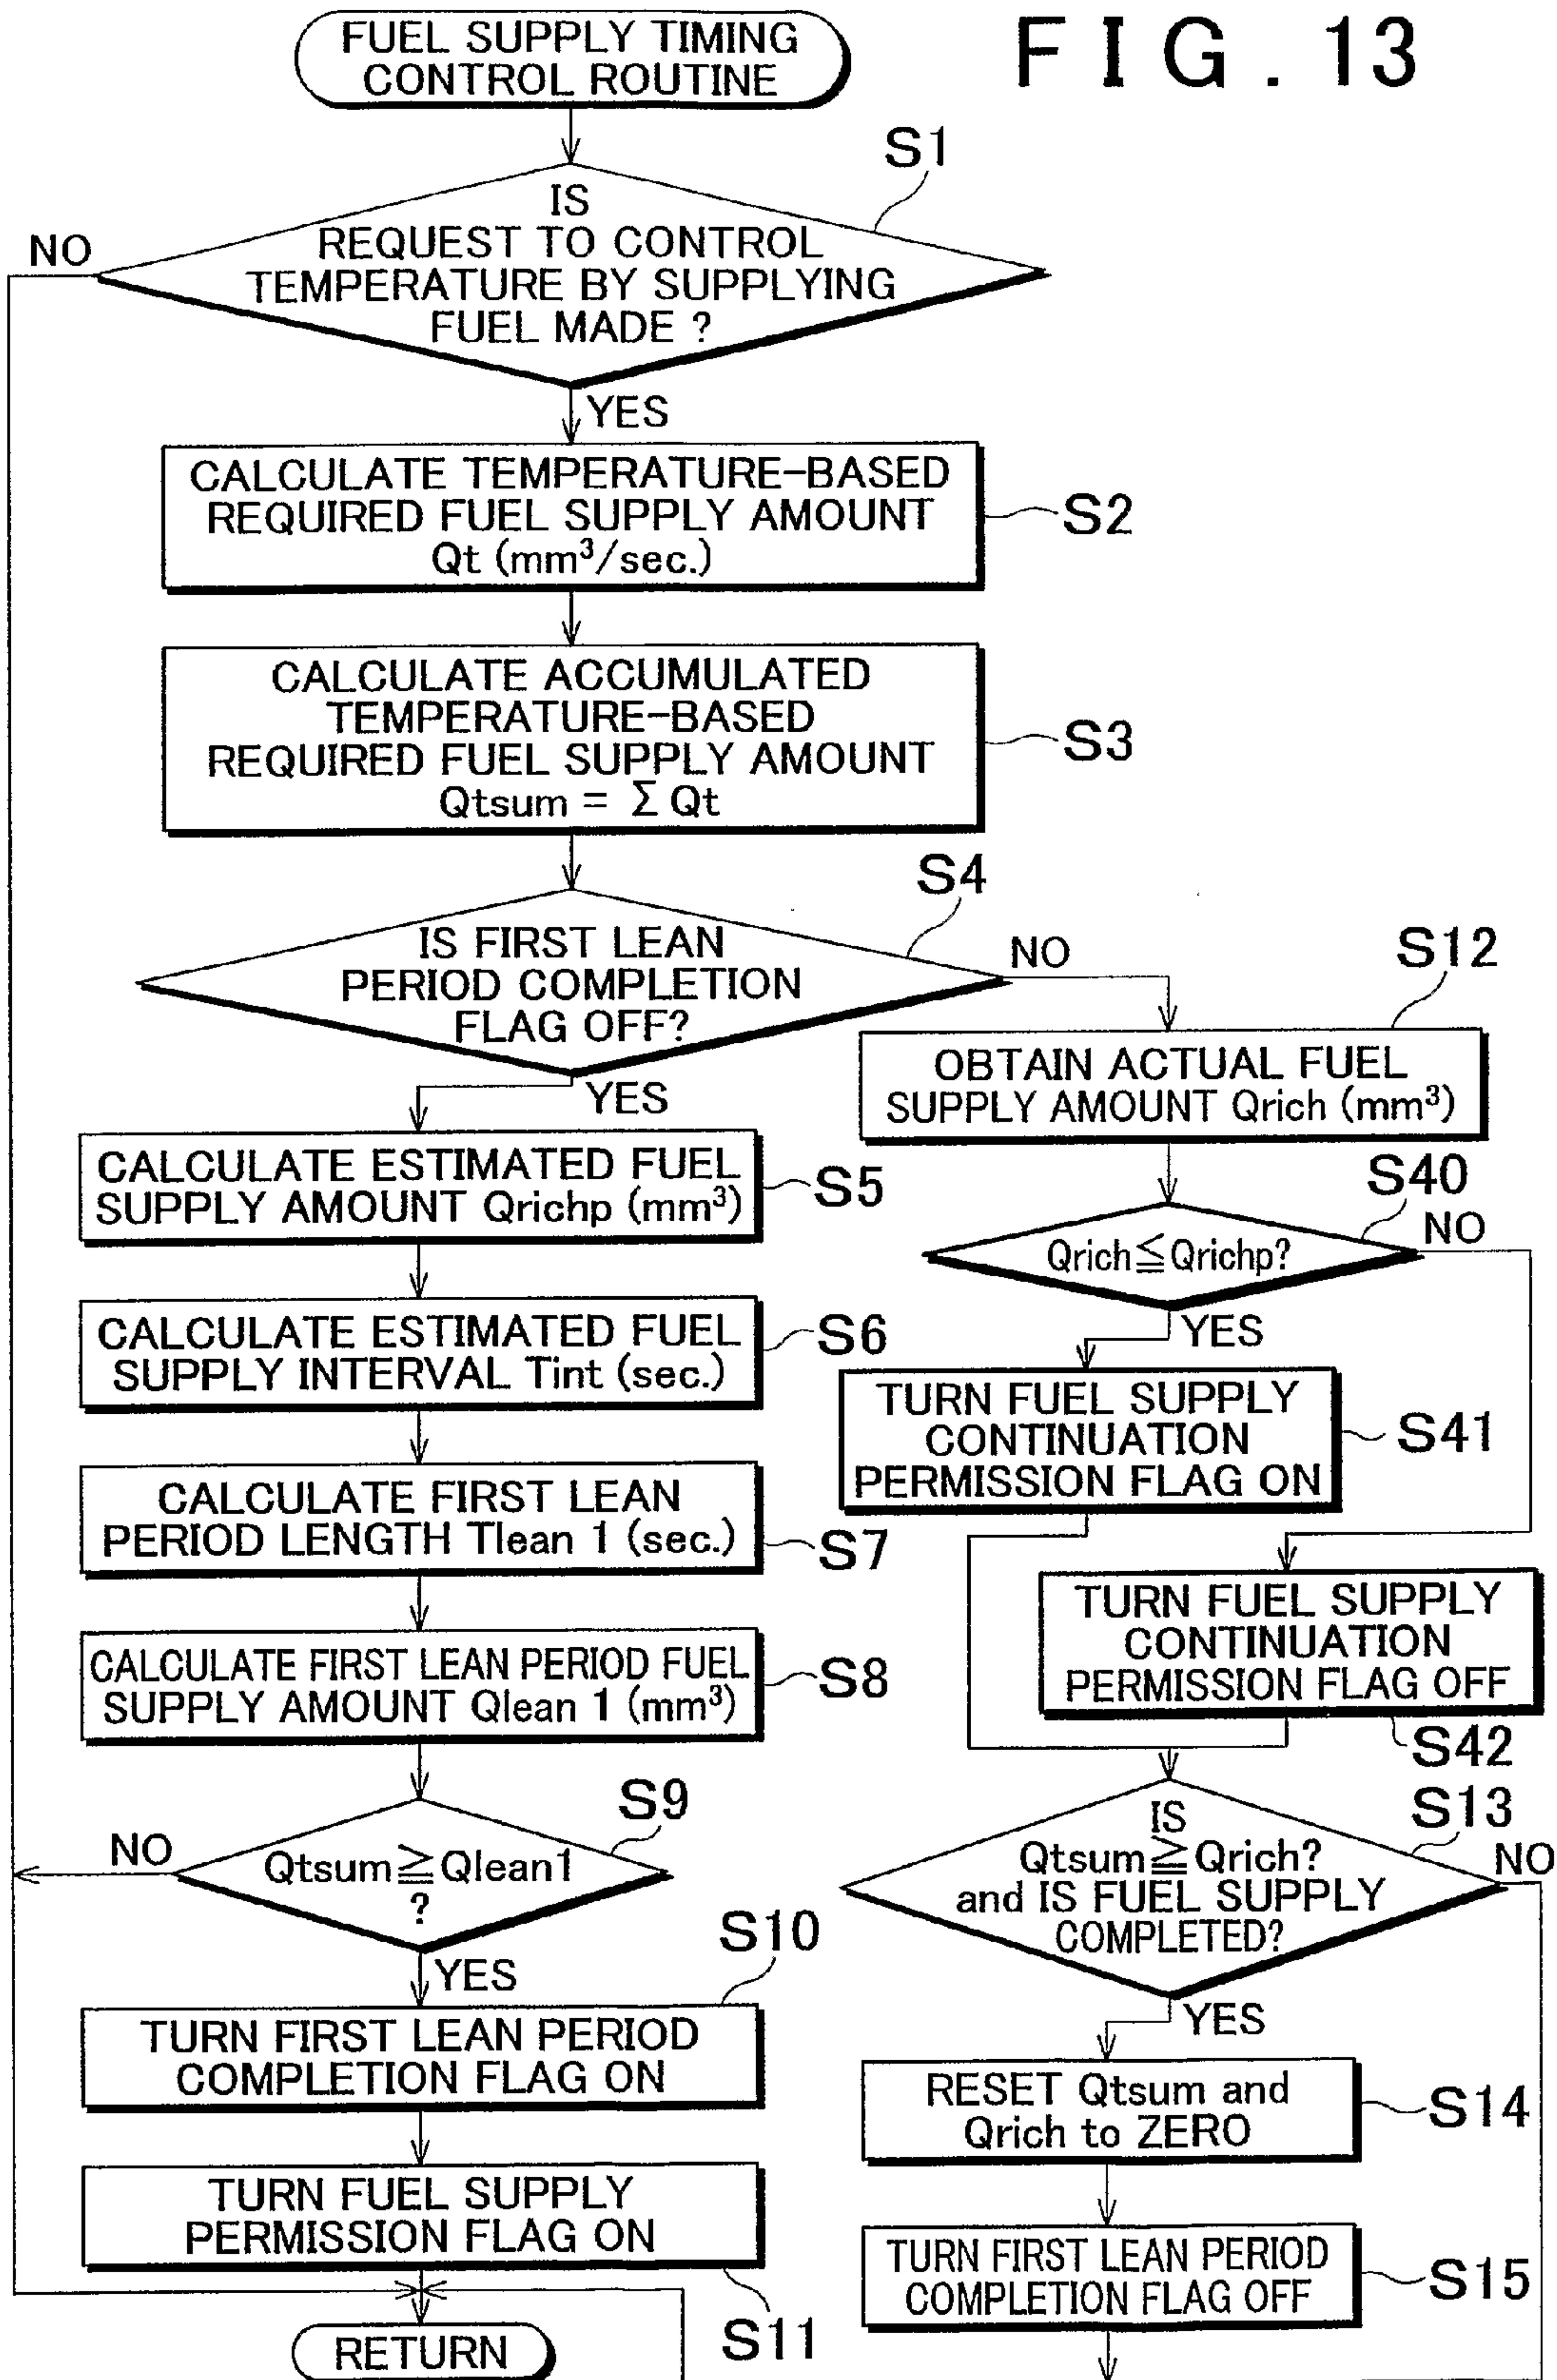 FUEL SUPPLY TIMING
CONTROL ROUTINE
FIG. 13
S1
IS
REQUEST TO CONTROL
TEMPERATURE BY SUPPLYING
FUEL MADE ?
NO
YES
CALCULATE TEMPERATURE-BASED
REQUIRED FUEL SUPPLY AMOUNT
Qt (mm³/sec.)
S2
CALCULATE ACCUMULATED
TEMPERATURE-BASED
REQUIRED FUEL SUPPLY AMOUNT
Qtsum = Σ Qt
S3
S4
IS FIRST LEAN
PERIOD COMPLETION
FLAG OFF?
NO
YES
CALCULATE ESTIMATED FUEL
SUPPLY AMOUNT Qrichp (mm³)
S5
CALCULATE ESTIMATED FUEL
SUPPLY INTERVAL Tint (sec.)
S6
CALCULATE FIRST LEAN
PERIOD LENGTH Tlean 1 (sec.)
S7
CALCULATE FIRST LEAN PERIOD FUEL
SUPPLY AMOUNT Qlean 1 (mm³)
S8
S9
Qtsum≧Qlean1
?
NO
YES
S10
TURN FIRST LEAN PERIOD
COMPLETION FLAG ON
TURN FUEL SUPPLY
PERMISSION FLAG ON
S11
RETURN
S12
OBTAIN ACTUAL FUEL
SUPPLY AMOUNT Qrich (mm³)
S40
Qrich≦Qrichp?
NO
YES
TURN FUEL SUPPLY
CONTINUATION
PERMISSION FLAG ON
S41
TURN FUEL SUPPLY
CONTINUATION
PERMISSION FLAG OFF
S42
S13
IS
Qtsum≧Qrich?
and IS FUEL SUPPLY
COMPLETED?
NO
YES
RESET Qtsum and
Qrich to ZERO
S14
TURN FIRST LEAN PERIOD
COMPLETION FLAG OFF
S15